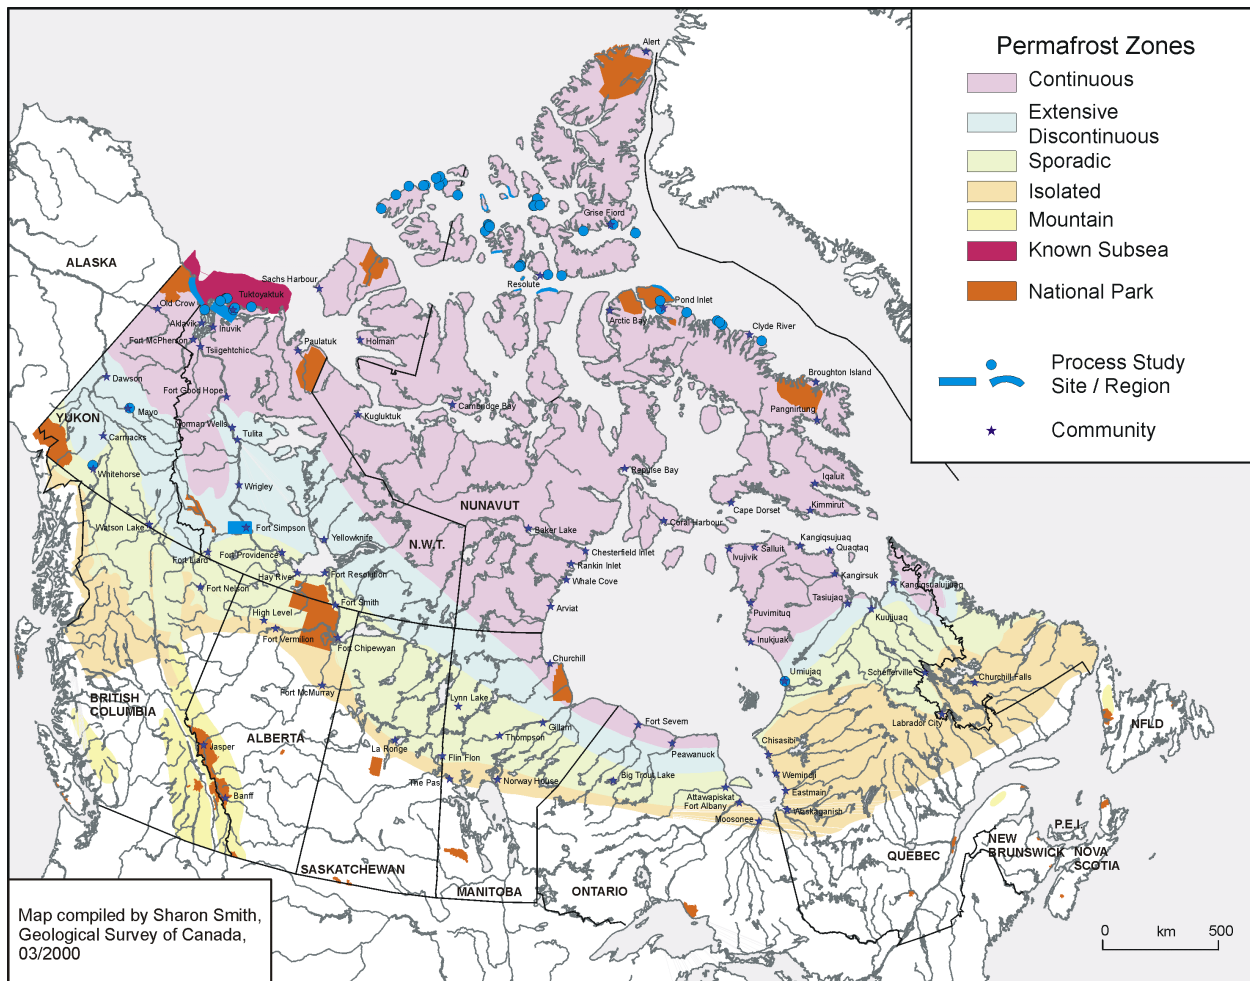 Permafrost Zones
Continuous
Extensive
Discontinuous
Sporadic
Isolated
Mountain
Known Subsea
National Park
Process Study
Site / Region
Community
Alert
Grise Fiord
Resolute
ALASKA
Sachs Harbour
Tuktoyaktuk
Old Crow
Aklavik
Inuvik
Fort McPherson
Tsiigehtchic
Paulatuk
Holman
Arctic Bay
Pond Inlet
Clyde River
Broughton Island
Pangnirtung
Dawson
Fort Good Hope
Mayo
YUKON
Norman Wells
Tulita
Carmacks
Kugluktuk
Cambridge Bay
Whitehorse
Wrigley
Repulse Bay
Iqaluit
Kimmirut
Cape Dorset
Coral Harbour
NUNAVUT
Watson Lake
Fort Simpson
Yellowknife
N.W.T.
Baker Lake
Chesterfield Inlet
Rankin Inlet
Whale Cove
Arviat
Fort Liard
Fort Providence
Hay River
Fort Resolution
Fort Nelson
Fort Smith
High Level
Fort Vermilion
Fort Chipewyan
Kangiqsujuaq
Ivujivik
Salluit
Quaqtaq
Kangirsuk
Kangiqsualujjuaq
Tasiujaq
Puvirnituq
Kuujjuaq
Inukjuak
Umiujaq
Schefferville
Churchill Falls
Churchill
Fort McMurray
BRITISH
COLUMBIA
ALBERTA
Jasper
Banff
Lynn Lake
Gillam
Thompson
La Ronge
Flin Flon
The Pas
Norway House
Fort Severn
Peawanuck
Big Trout Lake
Attawapiskat
Fort Albany
Moosonee
Labrador City
NFLD
Chisasibi
Wemindji
Eastmain
Waskaganish
SASKATCHEWAN
MANITOBA
ONTARIO
QUEBEC
NEW
BRUNSWICK
P.E.I.
NOVA
SCOTIA
Map compiled by Sharon Smith,
Geological Survey of Canada,
03/2000
0 km 500